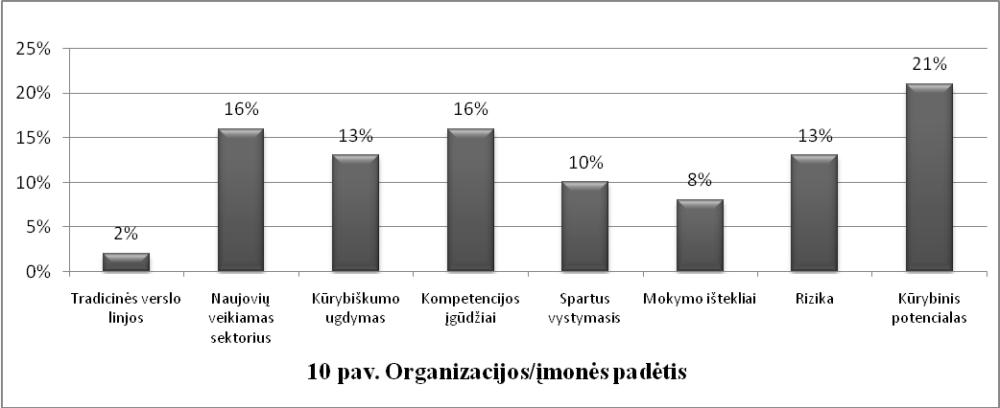 25%
20%
15%
10%
5%
0%
2%
16%
13%
16%
10%
8%
13%
21%
Tradicinės verslo
linjos
Naujovių
veikiamas
sektorius
Kūrybiškumo
ugdymas
Kompetencijos
įgūdžiai
Spartus
vystymasis
Mokymo ištekliai
Rizika
Kūrybinis
potencialas
10 pav. Organizacijos/įmonės padėtis